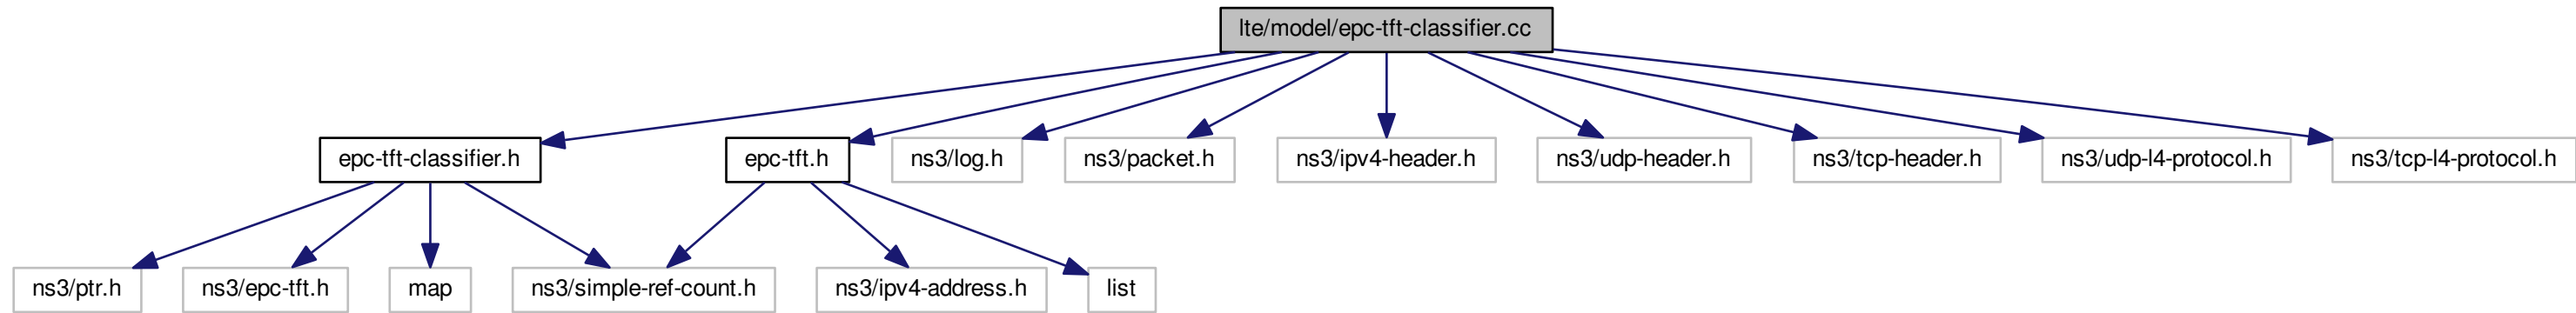 lte/model/epc-tft-classifier.cc
epc-tft-classifier.h
epc-tft.h
ns3/log.h
ns3/packet.h
ns3/ipv4-header.h
ns3/udp-header.h
ns3/tcp-header.h
ns3/udp-l4-protocol.h
ns3/tcp-l4-protocol.h
ns3/ptr.h
ns3/epc-tft.h
map
ns3/simple-ref-count.h
ns3/ipv4-address.h
list